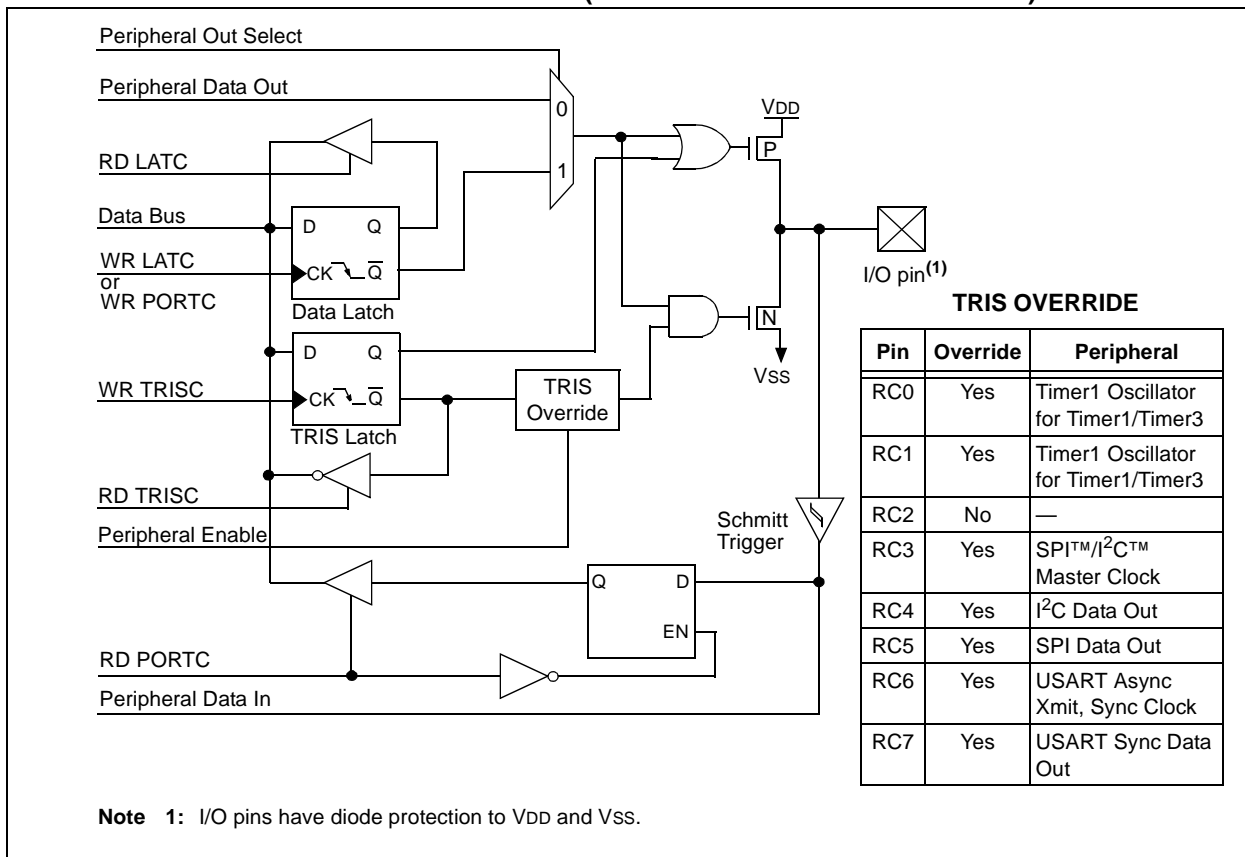 Peripheral Out Select
Peripheral Data Out
0
1
VDD
P
RD LATC
Data Bus
D Q
WR LATC
or
WR PORTC
CK Q
Data Latch
I/O pin(1)
N
VSS
D Q
WR TRISC
CK Q
TRIS Latch
TRIS
Override
RD TRISC
Peripheral Enable
Schmitt
Trigger
Q D
EN
RD PORTC
Peripheral Data In
TRIS OVERRIDE
Pin Override Peripheral
RC0 Yes Timer1 Oscillator
for Timer1/Timer3
RC1 Yes Timer1 Oscillator
for Timer1/Timer3
RC2 No —
RC3 Yes SPI™/I²C™
Master Clock
RC4 Yes I²C Data Out
RC5 Yes SPI Data Out
RC6 Yes USART Async
Xmit, Sync Clock
RC7 Yes USART Sync Data
Out
Note 1: I/O pins have diode protection to VDD and VSS.